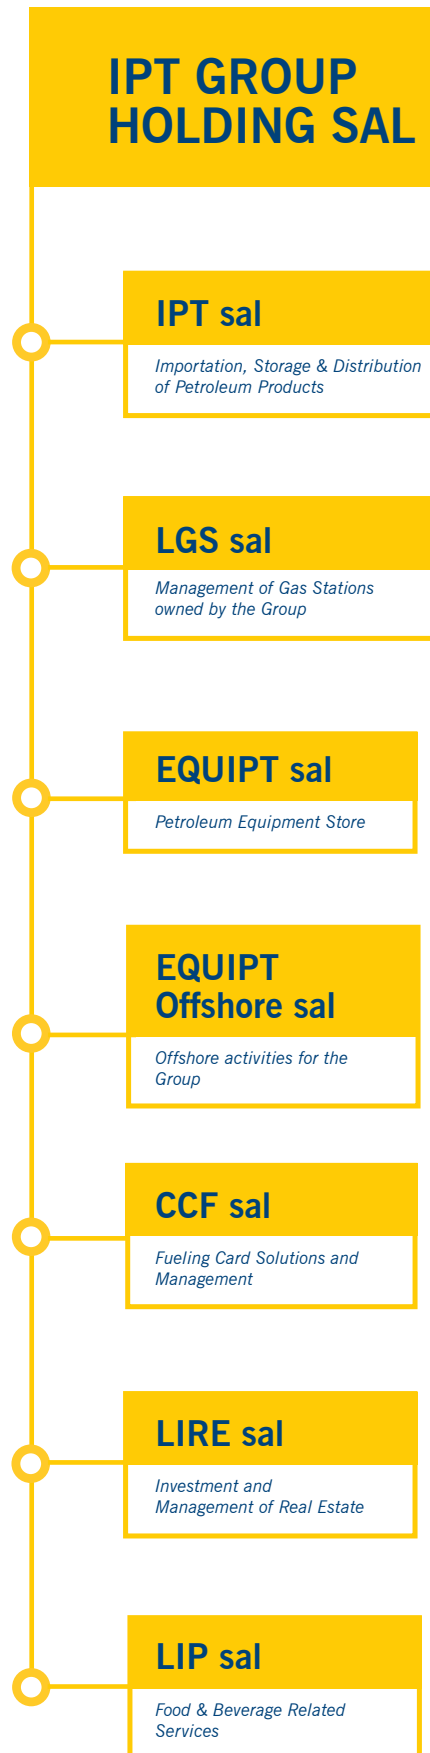 IPT GROUP
HOLDING SAL
IPT sal
Importation, Storage & Distribution
of Petroleum Products
LGS sal
Management of Gas Stations
owned by the Group
EQUIPT sal
Petroleum Equipment Store
EQUIPT
Offshore sal
Offshore activities for the
Group
CCF sal
Fueling Card Solutions and
Management
LIRE sal
Investment and
Management of Real Estate
LIP sal
Food & Beverage Related
Services